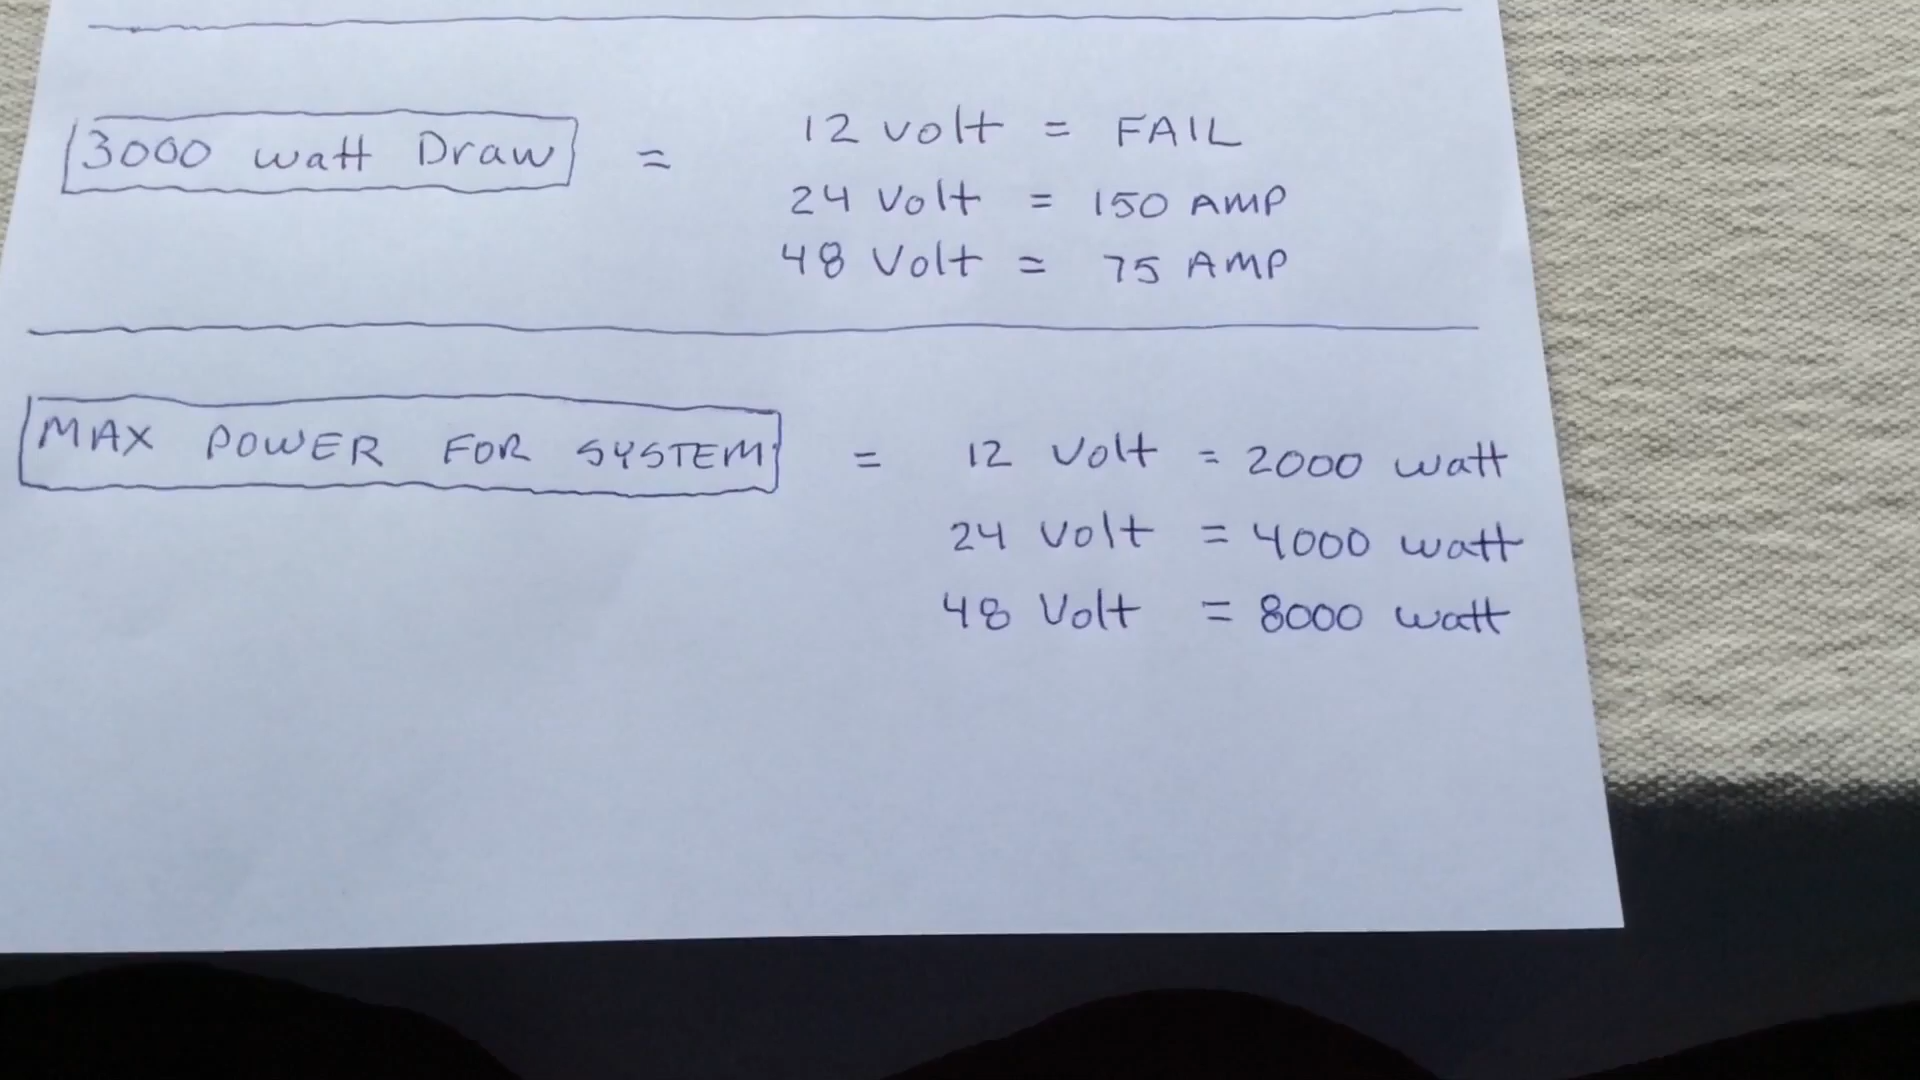 3000 watt Draw = 12 volt = FAIL
24 Volt = 150 AMP
48 Volt = 75 AMP
MAX POWER FOR SYSTEM = 12 Volt = 2000 watt
24 Volt = 4000 watt
48 Volt = 8000 watt